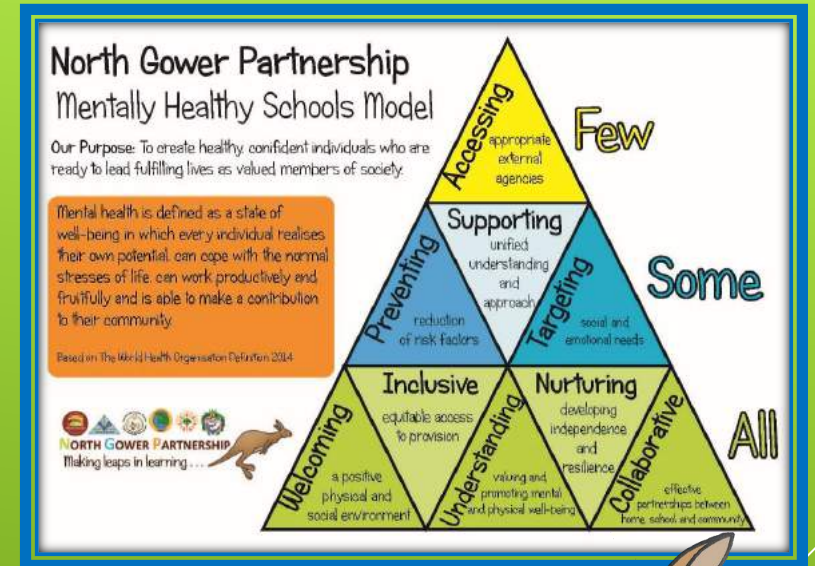 North Gower Partnership
Mentally Healthy Schools Model
Our Purpose: To create healthy, confident individuals who are
ready to lead fulfilling lives as valued members of society.
Mental health is defined as a state of
well-being in which every individual realises
their own potential, can cope with the normal
stresses of life, can work productively and
fruitfully and is able to make a contribution
to their community.
Based on The World Health Organisation Definition 2014
NORTH GOWER PARTNERSHIP
Making leaps in learning . . . .
Accessing
appropriate
external
agencies
Few
Preventing
reduction
of risk factors
Supporting
unified
understanding
and
approach
Targeting
social and
emotional needs
Some
Welcoming
a positive
physical and
social environment
Inclusive
equitable access
to provision
Understanding
valuing and
promoting mental
and physical well-being
Nurturing
developing
independence
and
resilience
Collaborative
effective
partnerships between
home, school and community
All